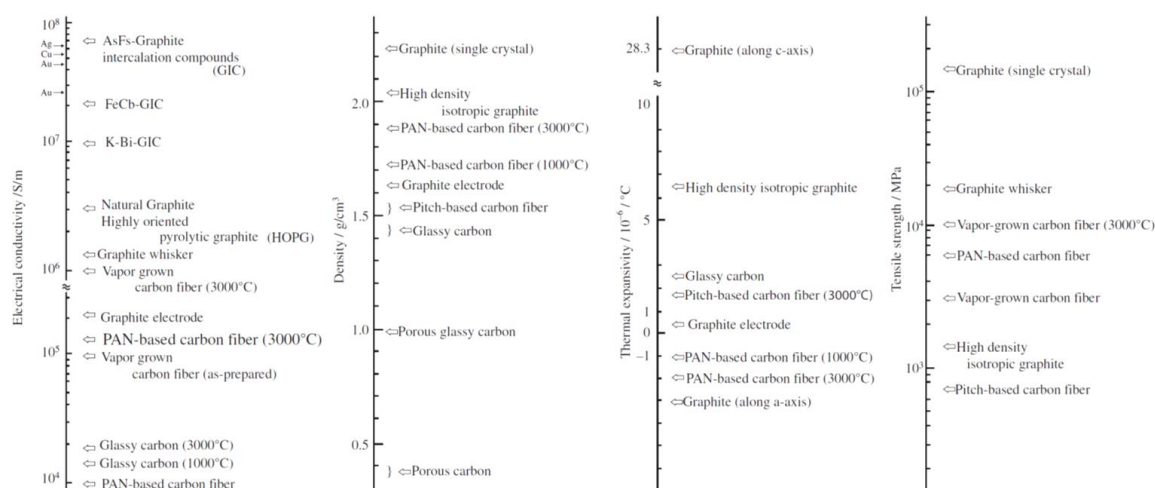 Electrical conductivity /S/m
10⁸
Ag
Cu
Au
Au
10⁷
10⁶
10⁵
10⁴
AsFs-Graphite
intercalation compounds
(GIC)
FeCb-GIC
K-Bi-GIC
Natural Graphite
Highly oriented
pyrolytic graphite (HOPG)
Graphite whisker
Vapor grown
carbon fiber (3000°C)
Graphite electrode
PAN-based carbon fiber (3000°C)
Vapor grown
carbon fiber (as-prepared)
Glassy carbon (3000°C)
Glassy carbon (1000°C)
PAN-based carbon fiber
Density / g/cm³
2.0
1.5
1.0
0.5
Graphite (single crystal)
High density
isotropic graphite
PAN-based carbon fiber (3000°C)
PAN-based carbon fiber (1000°C)
Graphite electrode
} Pitch-based carbon fiber
} Glassy carbon
Porous glassy carbon
} Porous carbon
Thermal expansivity / 10⁻⁶ / °C
28.3
10
5
1
0
−1
Graphite (along c-axis)
High density isotropic graphite
Glassy carbon
Pitch-based carbon fiber (3000°C)
Graphite electrode
PAN-based carbon fiber (1000°C)
PAN-based carbon fiber (3000°C)
Graphite (along a-axis)
Tensile strength / MPa
10⁵
10⁴
10³
Graphite (single crystal)
Graphite whisker
Vapor-grown carbon fiber (3000°C)
PAN-based carbon fiber
Vapor-grown carbon fiber
High density
isotropic graphite
Pitch-based carbon fiber